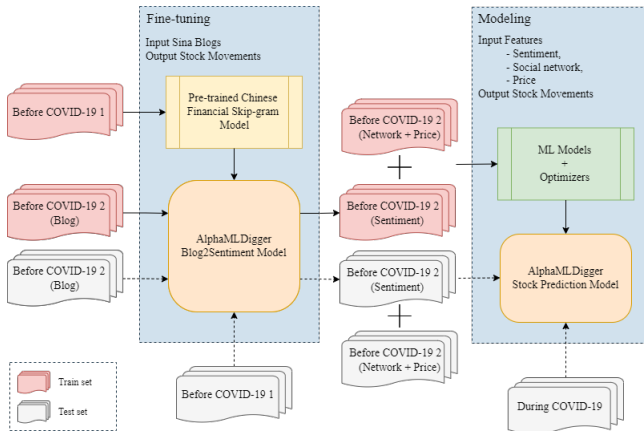 Fine-tuning
Input Sina Blogs
Output Stock Movements
Before COVID-19 1
Pre-trained Chinese
Financial Skip-gram
Model
Before COVID-19 2
(Blog)
Before COVID-19 2
(Blog)
AlphaMLDigger
Blog2Sentiment Model
Before COVID-19 1
Before COVID-19 2
(Network + Price)
+
Before COVID-19 2
(Sentiment)
Before COVID-19 2
(Sentiment)
+
Before COVID-19 2
(Network + Price)
Modeling
Input Features
- Sentiment,
- Social network,
- Price
Output Stock Movements
ML Models
+
Optimizers
AlphaMLDigger
Stock Prediction Model
During COVID-19
Train set
Test set